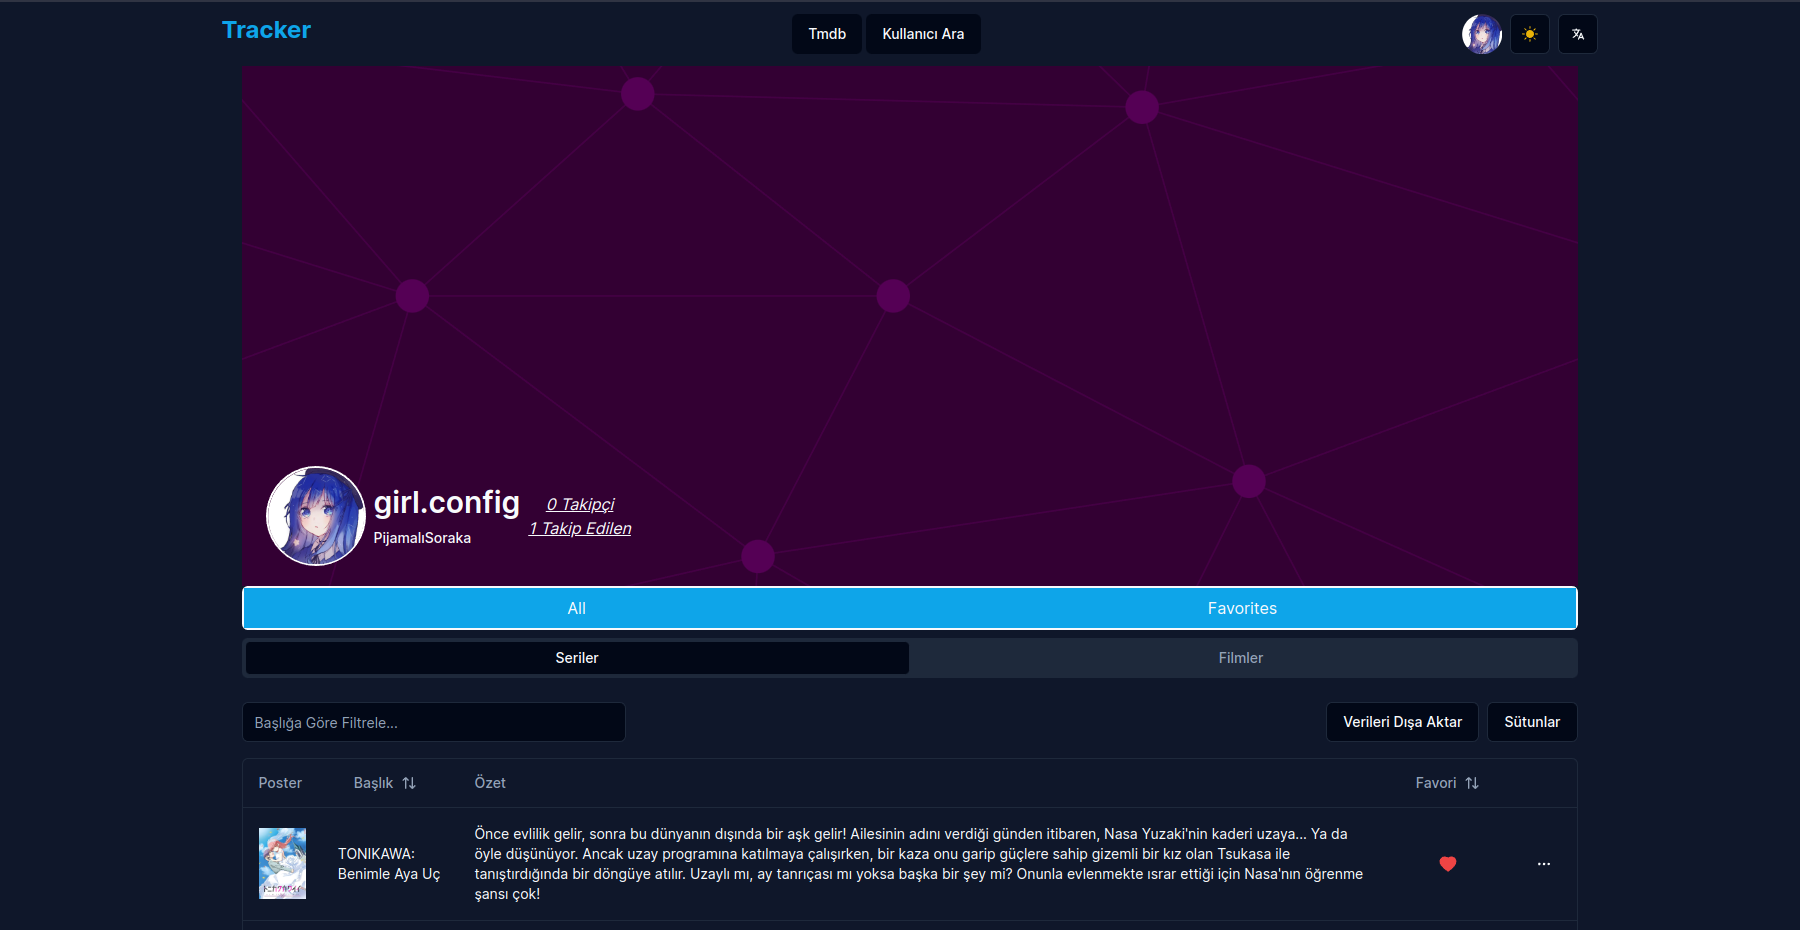 Tracker
Tmdb
Kullanıcı Ara
girl.config
PijamalıSoraka
0 Takipçi
1 Takip Edilen
All
Favorites
Seriler
Filmler
Başlığa Göre Filtrele...
Verileri Dışa Aktar
Sütunlar
Poster
Başlık
Özet
Favori
TONIKAWA:
Benimle Aya Uç
Önce evlilik gelir, sonra bu dünyanın dışında bir aşk gelir! Ailesinin adını verdiği günden itibaren, Nasa Yuzaki'nin kaderi uzaya... Ya da
öyle düşünüyor. Ancak uzay programına katılmaya çalışırken, bir kaza onu garip güçlere sahip gizemli bir kız olan Tsukasa ile
tanıştırdığında bir döngüye atılır. Uzaylı mı, ay tanrıçası mı yoksa başka bir şey mi? Onunla evlenmekte ısrar ettiği için Nasa'nın öğrenme
şansı çok!